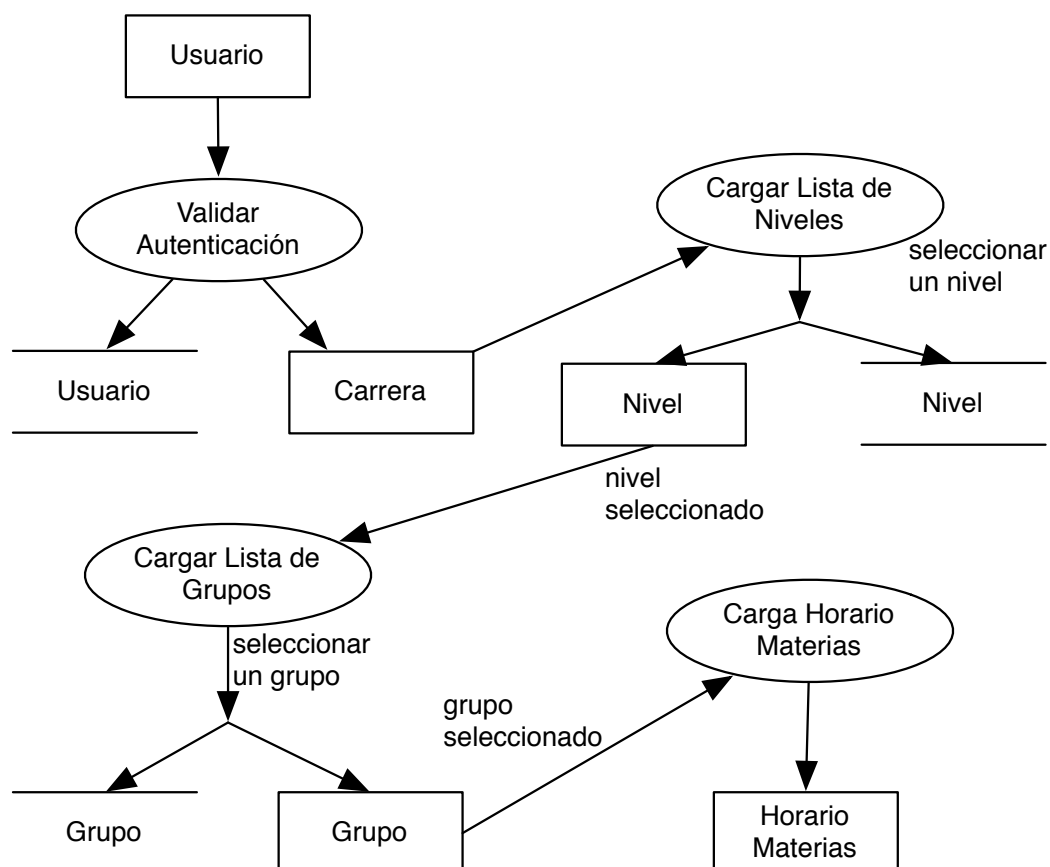 Usuario
Validar
Autenticación
Cargar Lista de
Niveles
seleccionar
un nivel
Usuario
Carrera
Nivel
Nivel
nivel
seleccionado
Cargar Lista de
Grupos
seleccionar
un grupo
Carga Horario
Materias
grupo
seleccionado
Grupo
Grupo
Horario
Materias